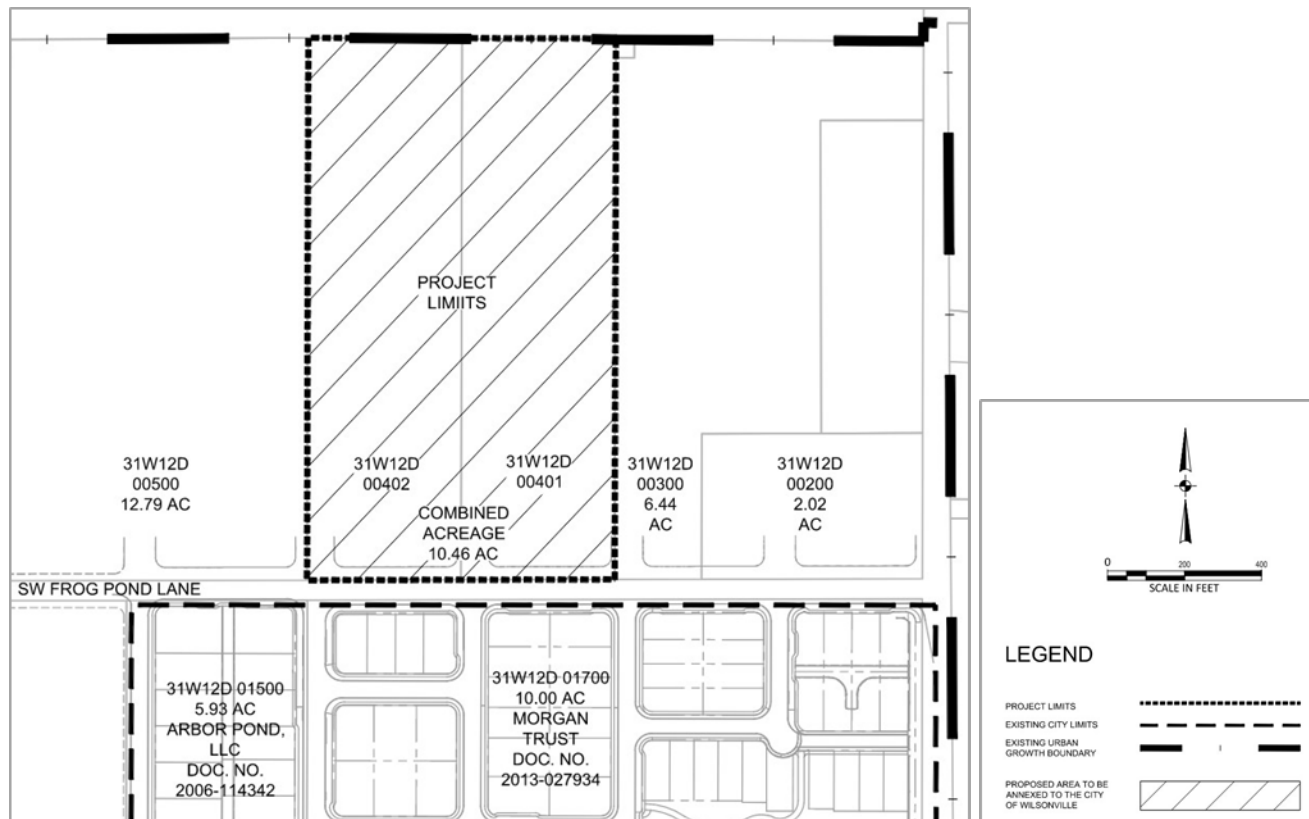 PROJECT
LIMIITS
31W12D
00500
12.79 AC
31W12D
00402
31W12D
00401
COMBINED
ACREAGE
10.46 AC
31W12D
00300
6.44
AC
31W12D
00200
2.02
AC
SW FROG POND LANE
31W12D 01500
5.93 AC
ARBOR POND,
LLC
DOC. NO.
2006-114342
31W12D 01700
10.00 AC
MORGAN
TRUST
DOC. NO.
2013-027934
0 200 400
SCALE IN FEET
LEGEND
PROJECT LIMITS
EXISTING CITY LIMITS
EXISTING URBAN
GROWTH BOUNDARY
PROPOSED AREA TO BE
ANNEXED TO THE CITY
OF WILSONVILLE